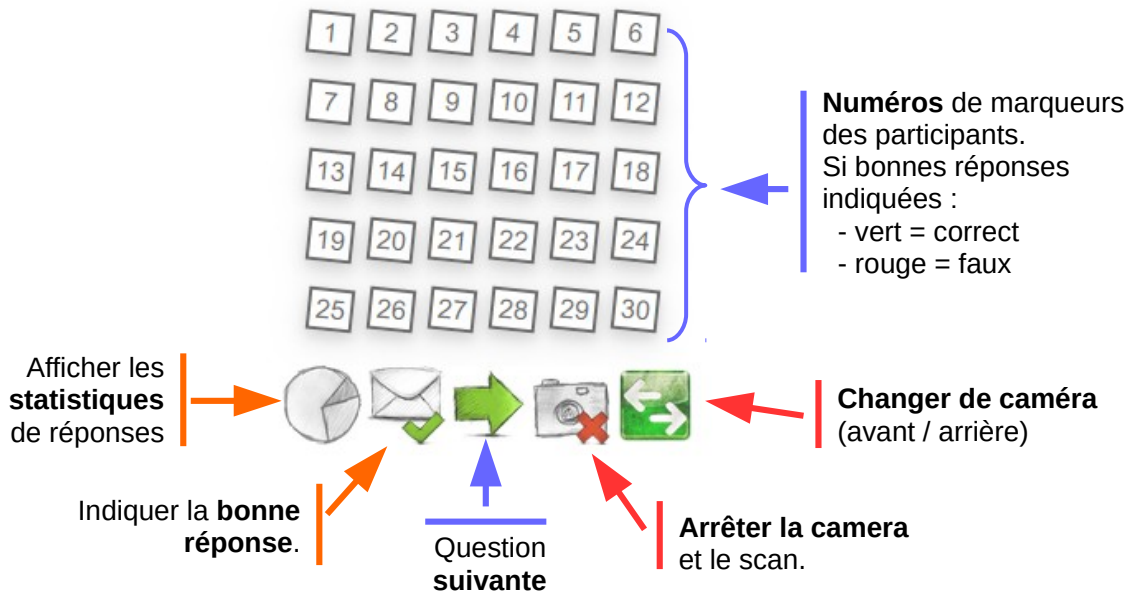 1 2 3 4 5 6
7 8 9 10 11 12
13 14 15 16 17 18
19 20 21 22 23 24
25 26 27 28 29 30
Numéros de marqueurs
des participants.
Si bonnes réponses
indiquées :
- vert = correct
- rouge = faux
Afficher les
statistiques
de réponses
Changer de caméra
(avant / arrière)
Indiquer la bonne
réponse.
Question
suivante
Arrêter la camera
et le scan.